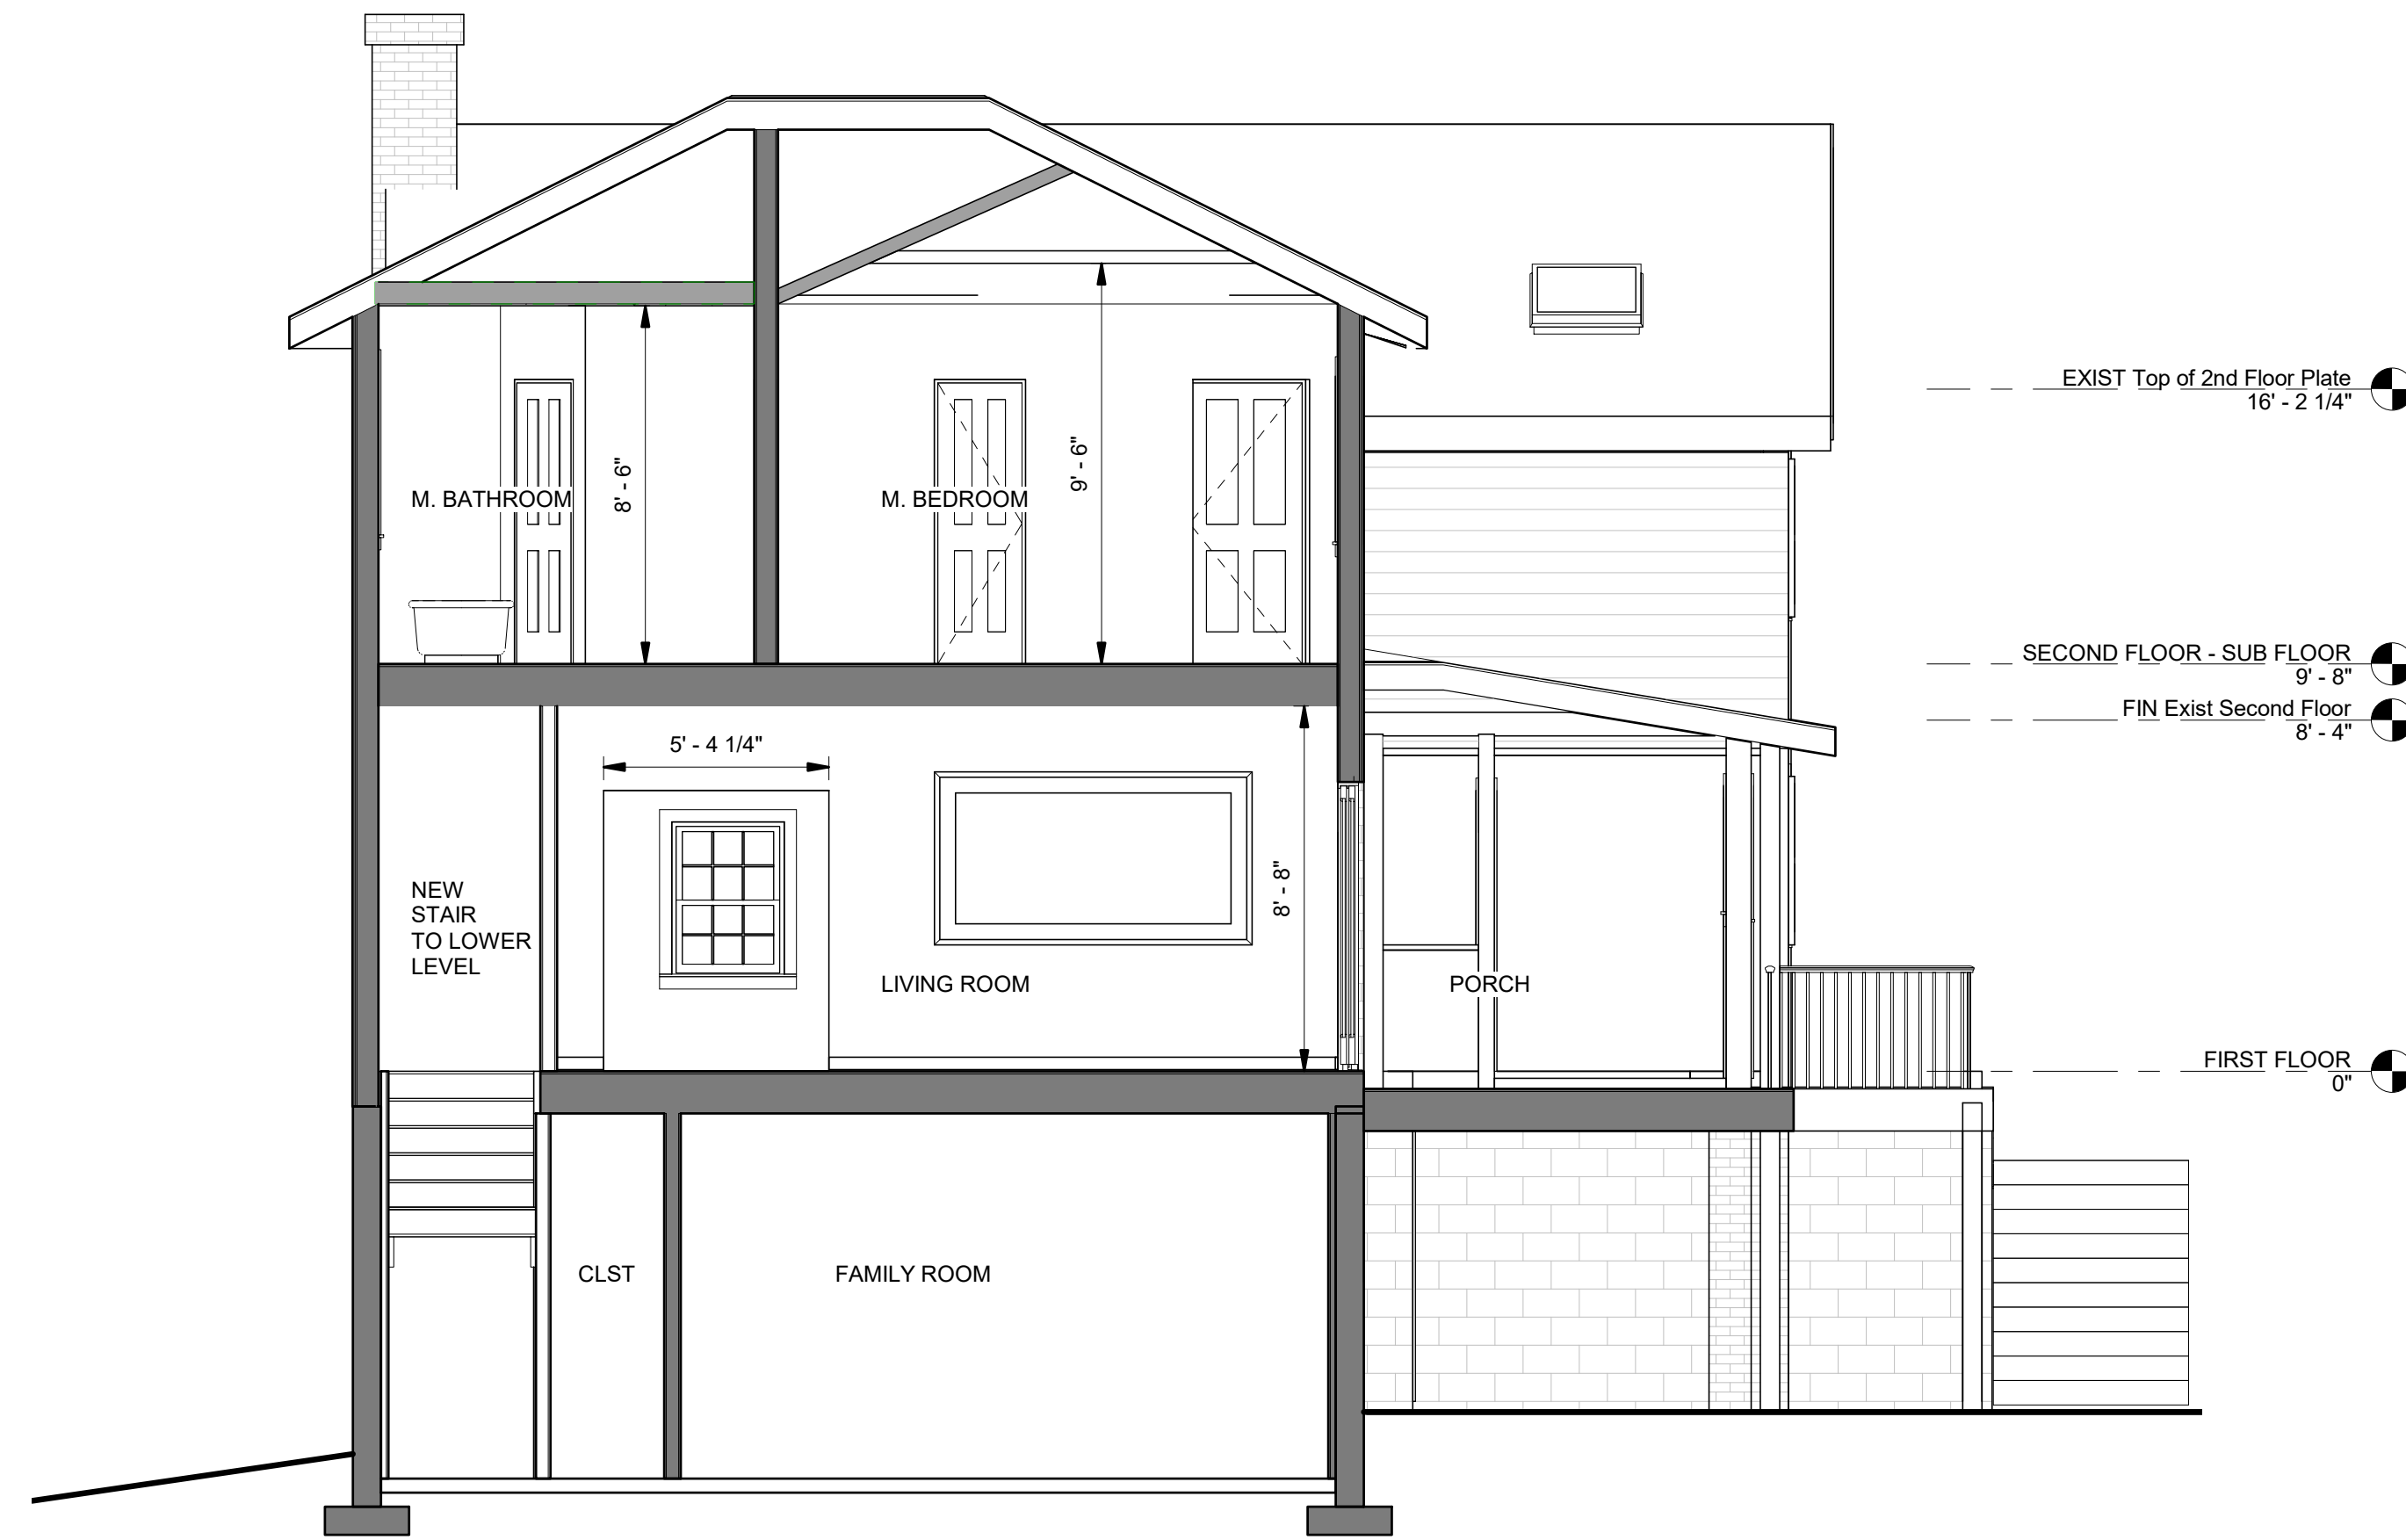 EXIST Top of 2nd Floor Plate
16' - 2 1/4"
8' - 6"
9' - 6"
M. BATHROOM
M. BEDROOM
SECOND FLOOR - SUB FLOOR
9' - 8"
FIN Exist Second Floor
8' - 4"
5' - 4 1/4"
8' - 8"
NEW
STAIR
TO LOWER
LEVEL
LIVING ROOM
PORCH
FIRST FLOOR
0"
CLST
FAMILY ROOM